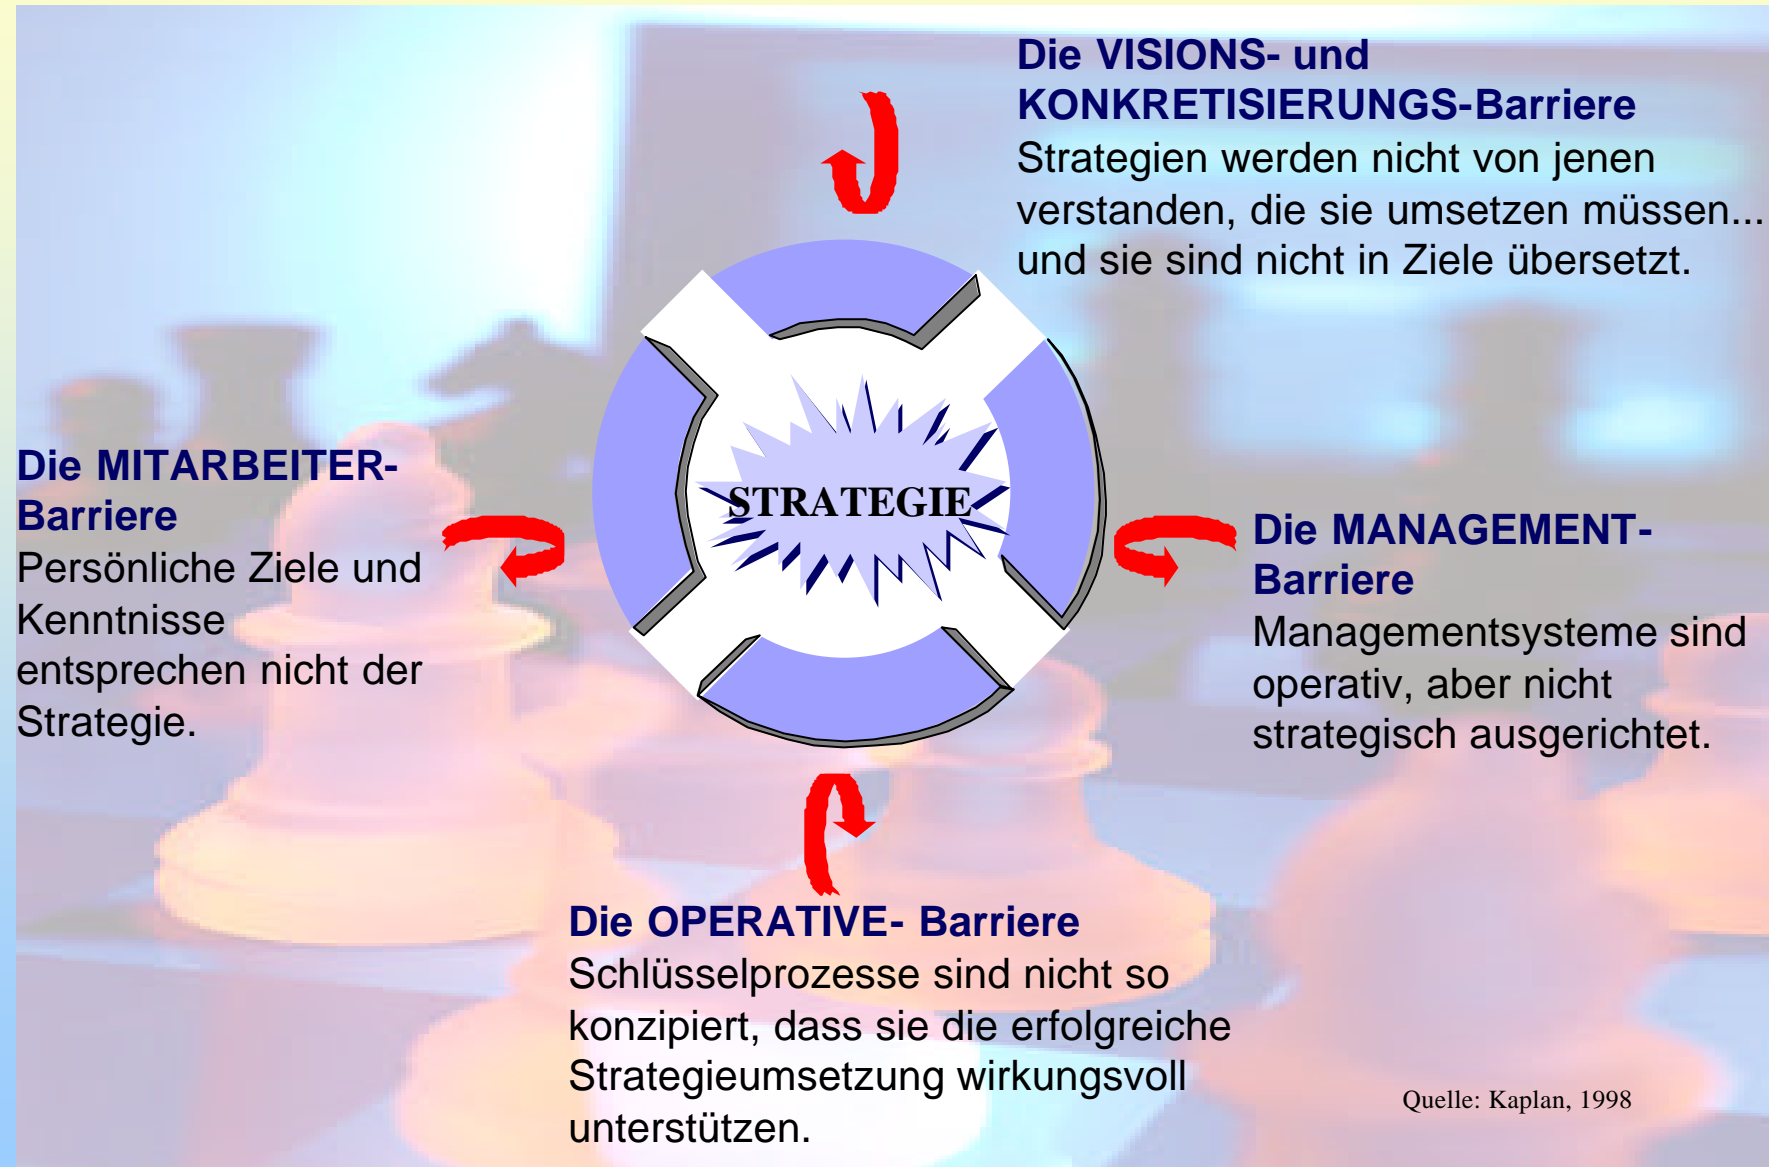 Die VISIONS- und
KONKRETISIERUNGS-Barriere
Strategien werden nicht von jenen
verstanden, die sie umsetzen müssen...
und sie sind nicht in Ziele übersetzt.
Die MITARBEITER-
Barriere
Persönliche Ziele und
Kenntnisse
entsprechen nicht der
Strategie.
STRATEGIE
Die MANAGEMENT-
Barriere
Managementsysteme sind
operativ, aber nicht
strategisch ausgerichtet.
Die OPERATIVE- Barriere
Schlüsselprozesse sind nicht so
konzipiert, dass sie die erfolgreiche
Strategieumsetzung wirkungsvoll
unterstützen.
Quelle: Kaplan, 1998